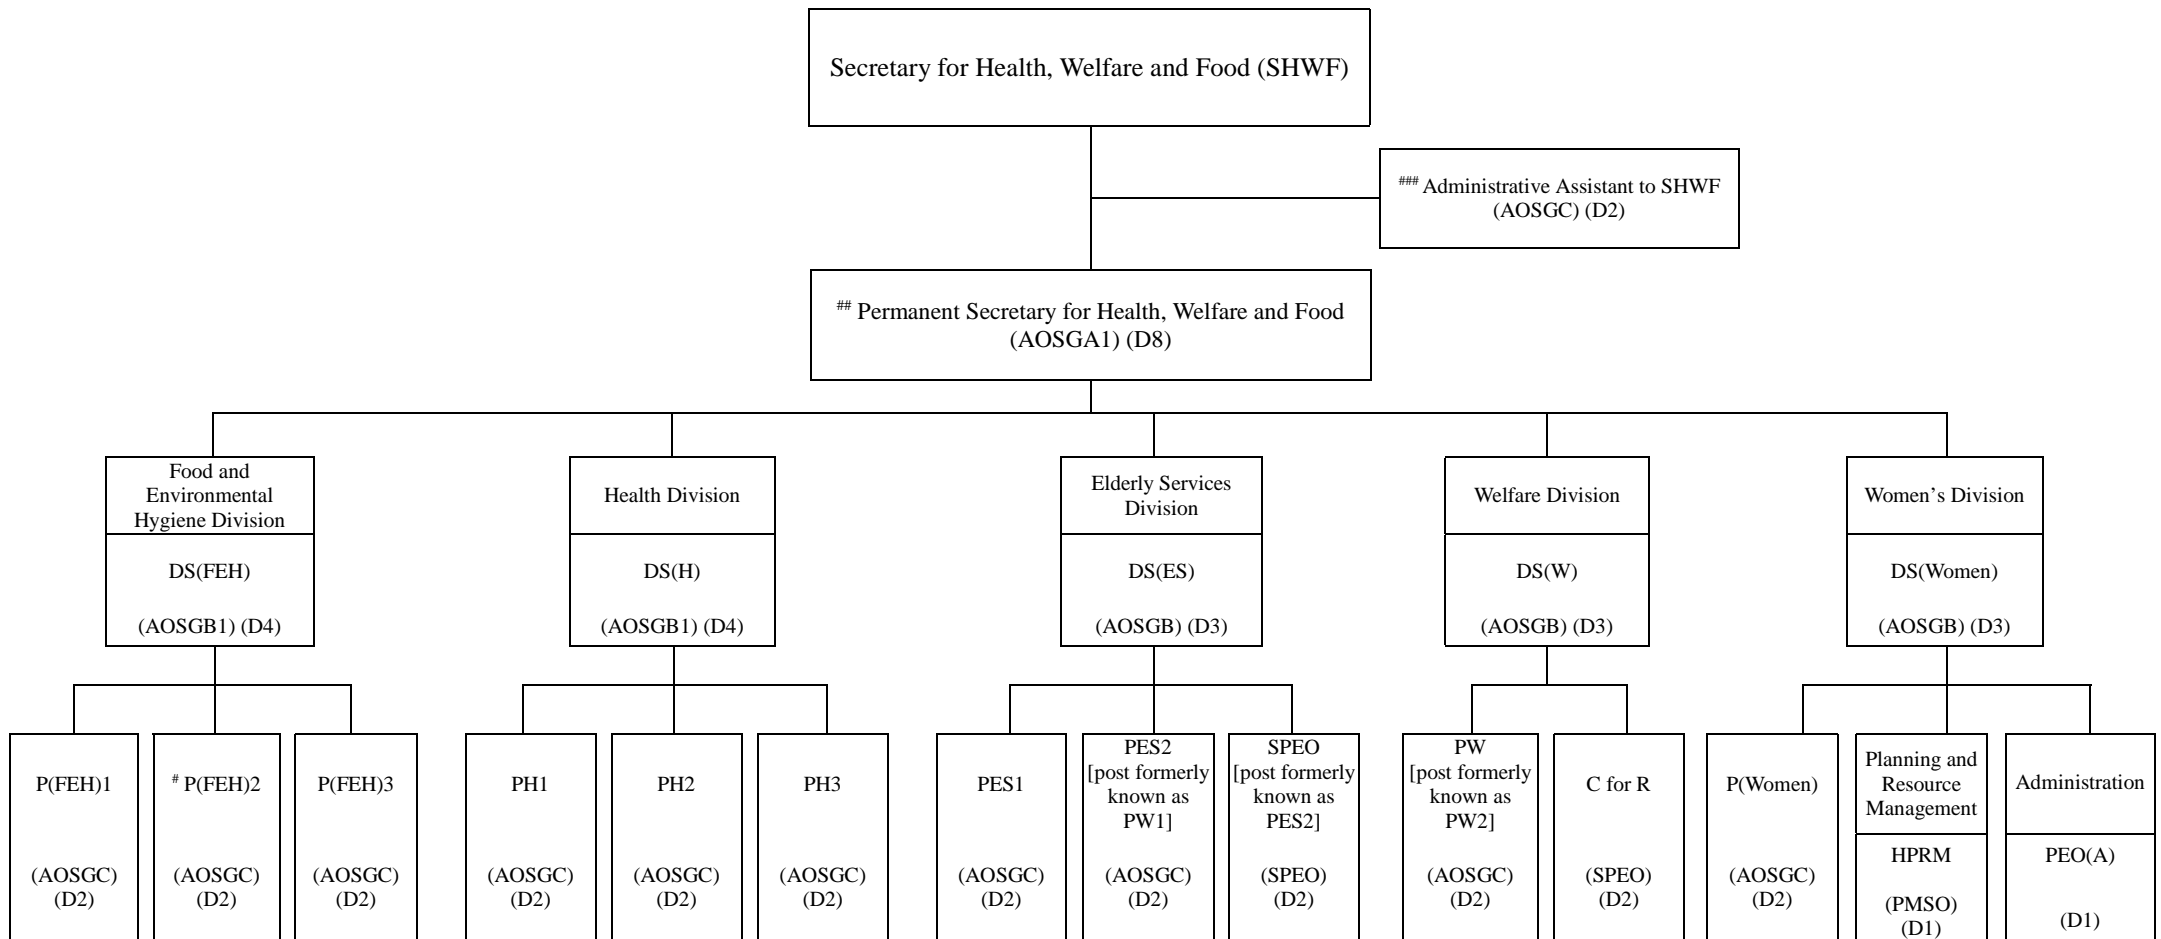 Secretary for Health, Welfare and Food (SHWF)
### Administrative Assistant to SHWF
(AOSGC) (D2)
## Permanent Secretary for Health, Welfare and Food
(AOSGA1) (D8)
Food and
Environmental
Hygiene Division
DS(FEH)
(AOSGB1) (D4)
Health Division
DS(H)
(AOSGB1) (D4)
Elderly Services
Division
DS(ES)
(AOSGB) (D3)
Welfare Division
DS(W)
(AOSGB) (D3)
Women’s Division
DS(Women)
(AOSGB) (D3)
P(FEH)1
(AOSGC)
(D2)
# P(FEH)2
(AOSGC)
(D2)
P(FEH)3
(AOSGC)
(D2)
PH1
(AOSGC)
(D2)
PH2
(AOSGC)
(D2)
PH3
(AOSGC)
(D2)
PES1
(AOSGC)
(D2)
PES2
[post formerly
known as
PW1]
(AOSGC)
(D2)
SPEO
[post formerly
known as
PES2]
(SPEO)
(D2)
PW
[post formerly
known as
PW2]
(AOSGC)
(D2)
C for R
(SPEO)
(D2)
P(Women)
(AOSGC)
(D2)
Planning and
Resource
Management
HPRM
(PMSO)
(D1)
Administration
PEO(A)
(D1)